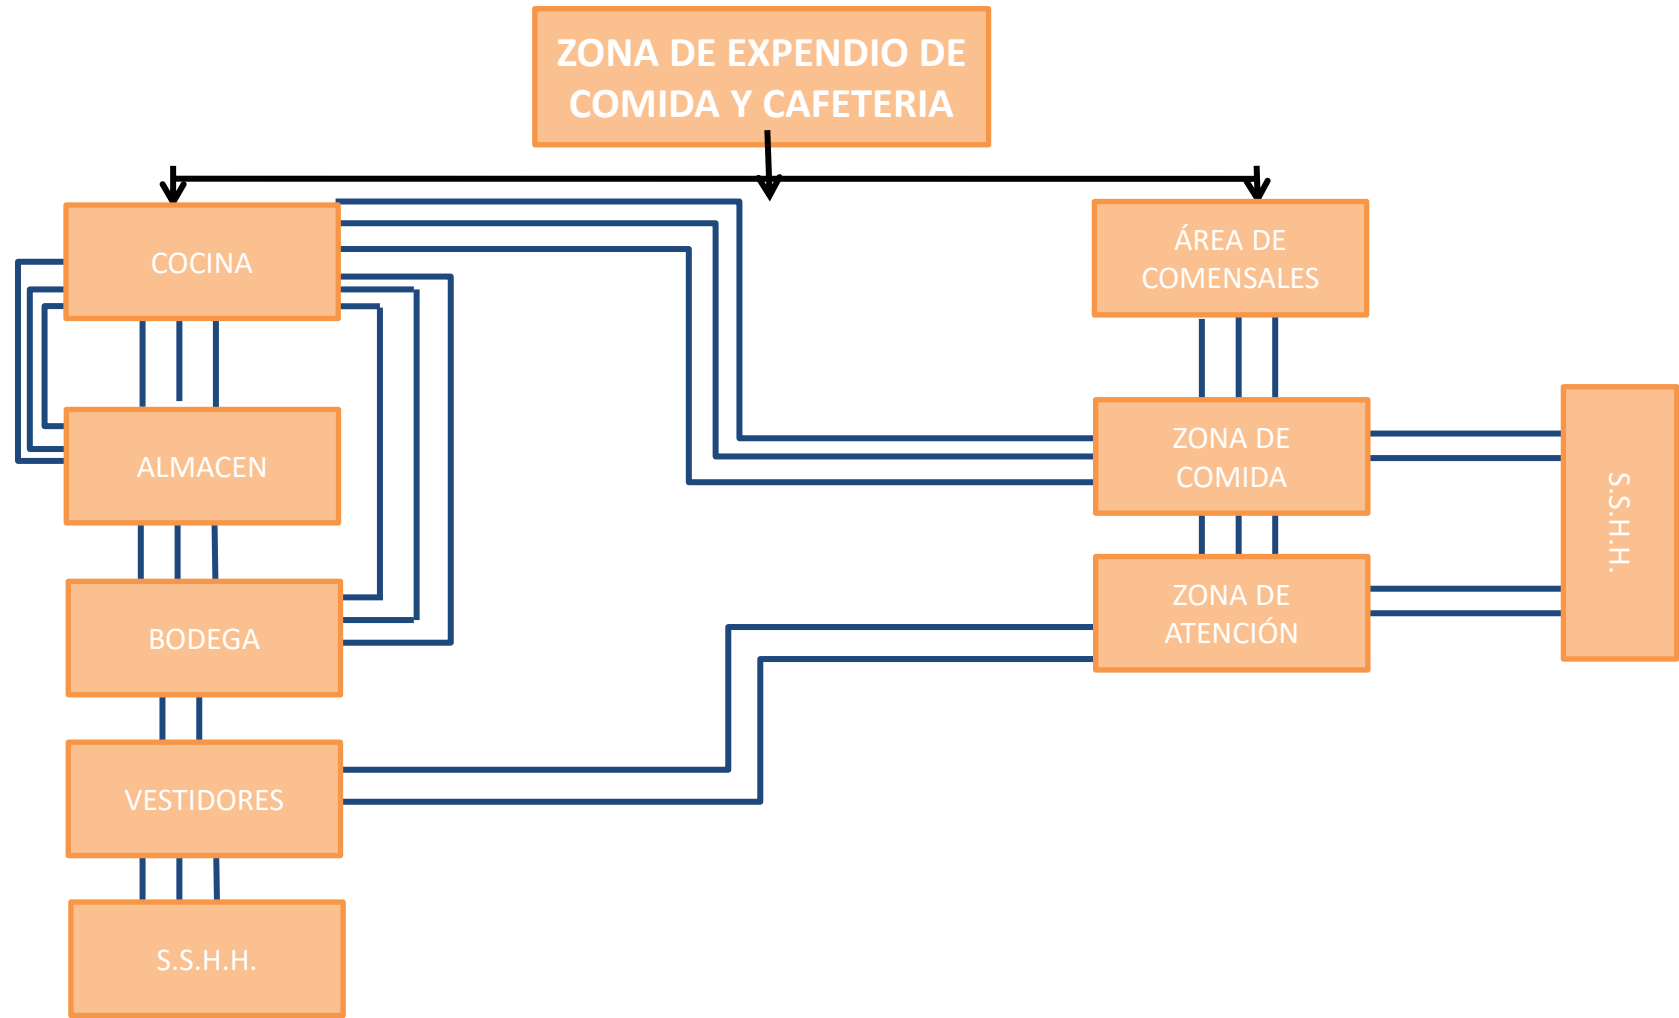 ZONA DE EXPENDIO DE
COMIDA Y CAFETERIA
COCINA
ÁREA DE
COMENSALES
ALMACEN
ZONA DE
COMIDA
S.S.H.H.
BODEGA
ZONA DE
ATENCIÓN
VESTIDORES
S.S.H.H.